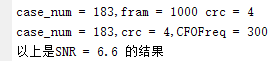 case_num = 183,fram = 1000 crc = 4
case_num = 183,crc = 4,CFOFreq = 300
以上是SNR = 6.6 的结果